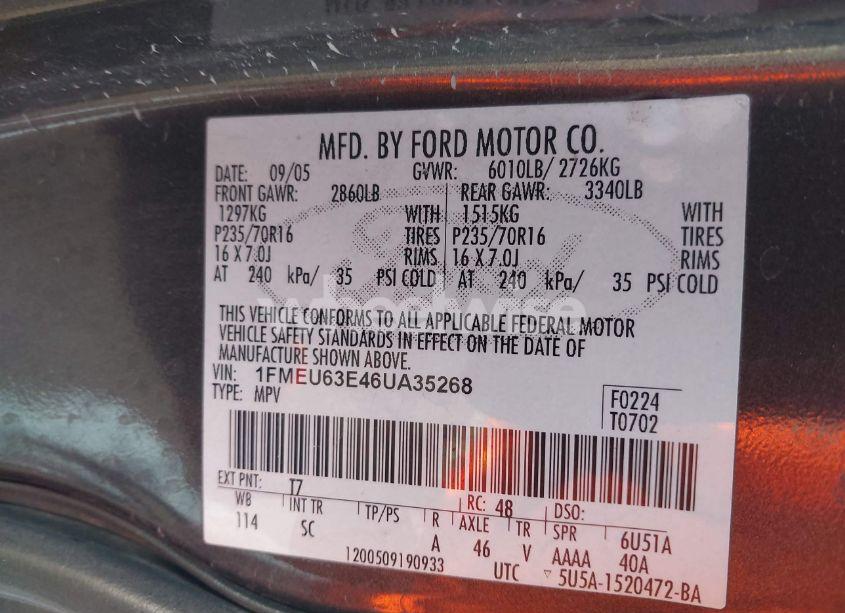 MFD. BY FORD MOTOR CO.
DATE: 09/05 GVWR: 6010LB/ 2726KG
FRONT GAWR: 2860LB REAR GAWR: 3340LB
1297KG WITH 1515KG WITH
P235/70R16 TIRES P235/70R16 TIRES
16 X 7.0J RIMS 16 X 7.0J RIMS
AT 240 kPa/ 35 PSI COLD AT 240 kPa/ 35 PSI COLD
THIS VEHICLE CONFORMS TO ALL APPLICABLE FEDERAL MOTOR
VEHICLE SAFETY STANDARDS IN EFFECT ON THE DATE OF
MANUFACTURE SHOWN ABOVE.
VIN: 1FMEU63E46UA35268
TYPE: MPV
F0224
T0702
EXT PNT: T7 RC: 48 DSO:
WB INT TR TP/PS R AXLE TR SPR 6U51A
114 SC A 46 V AAAA 40A
1200509190933 UTC 5U5A-1520472-BA